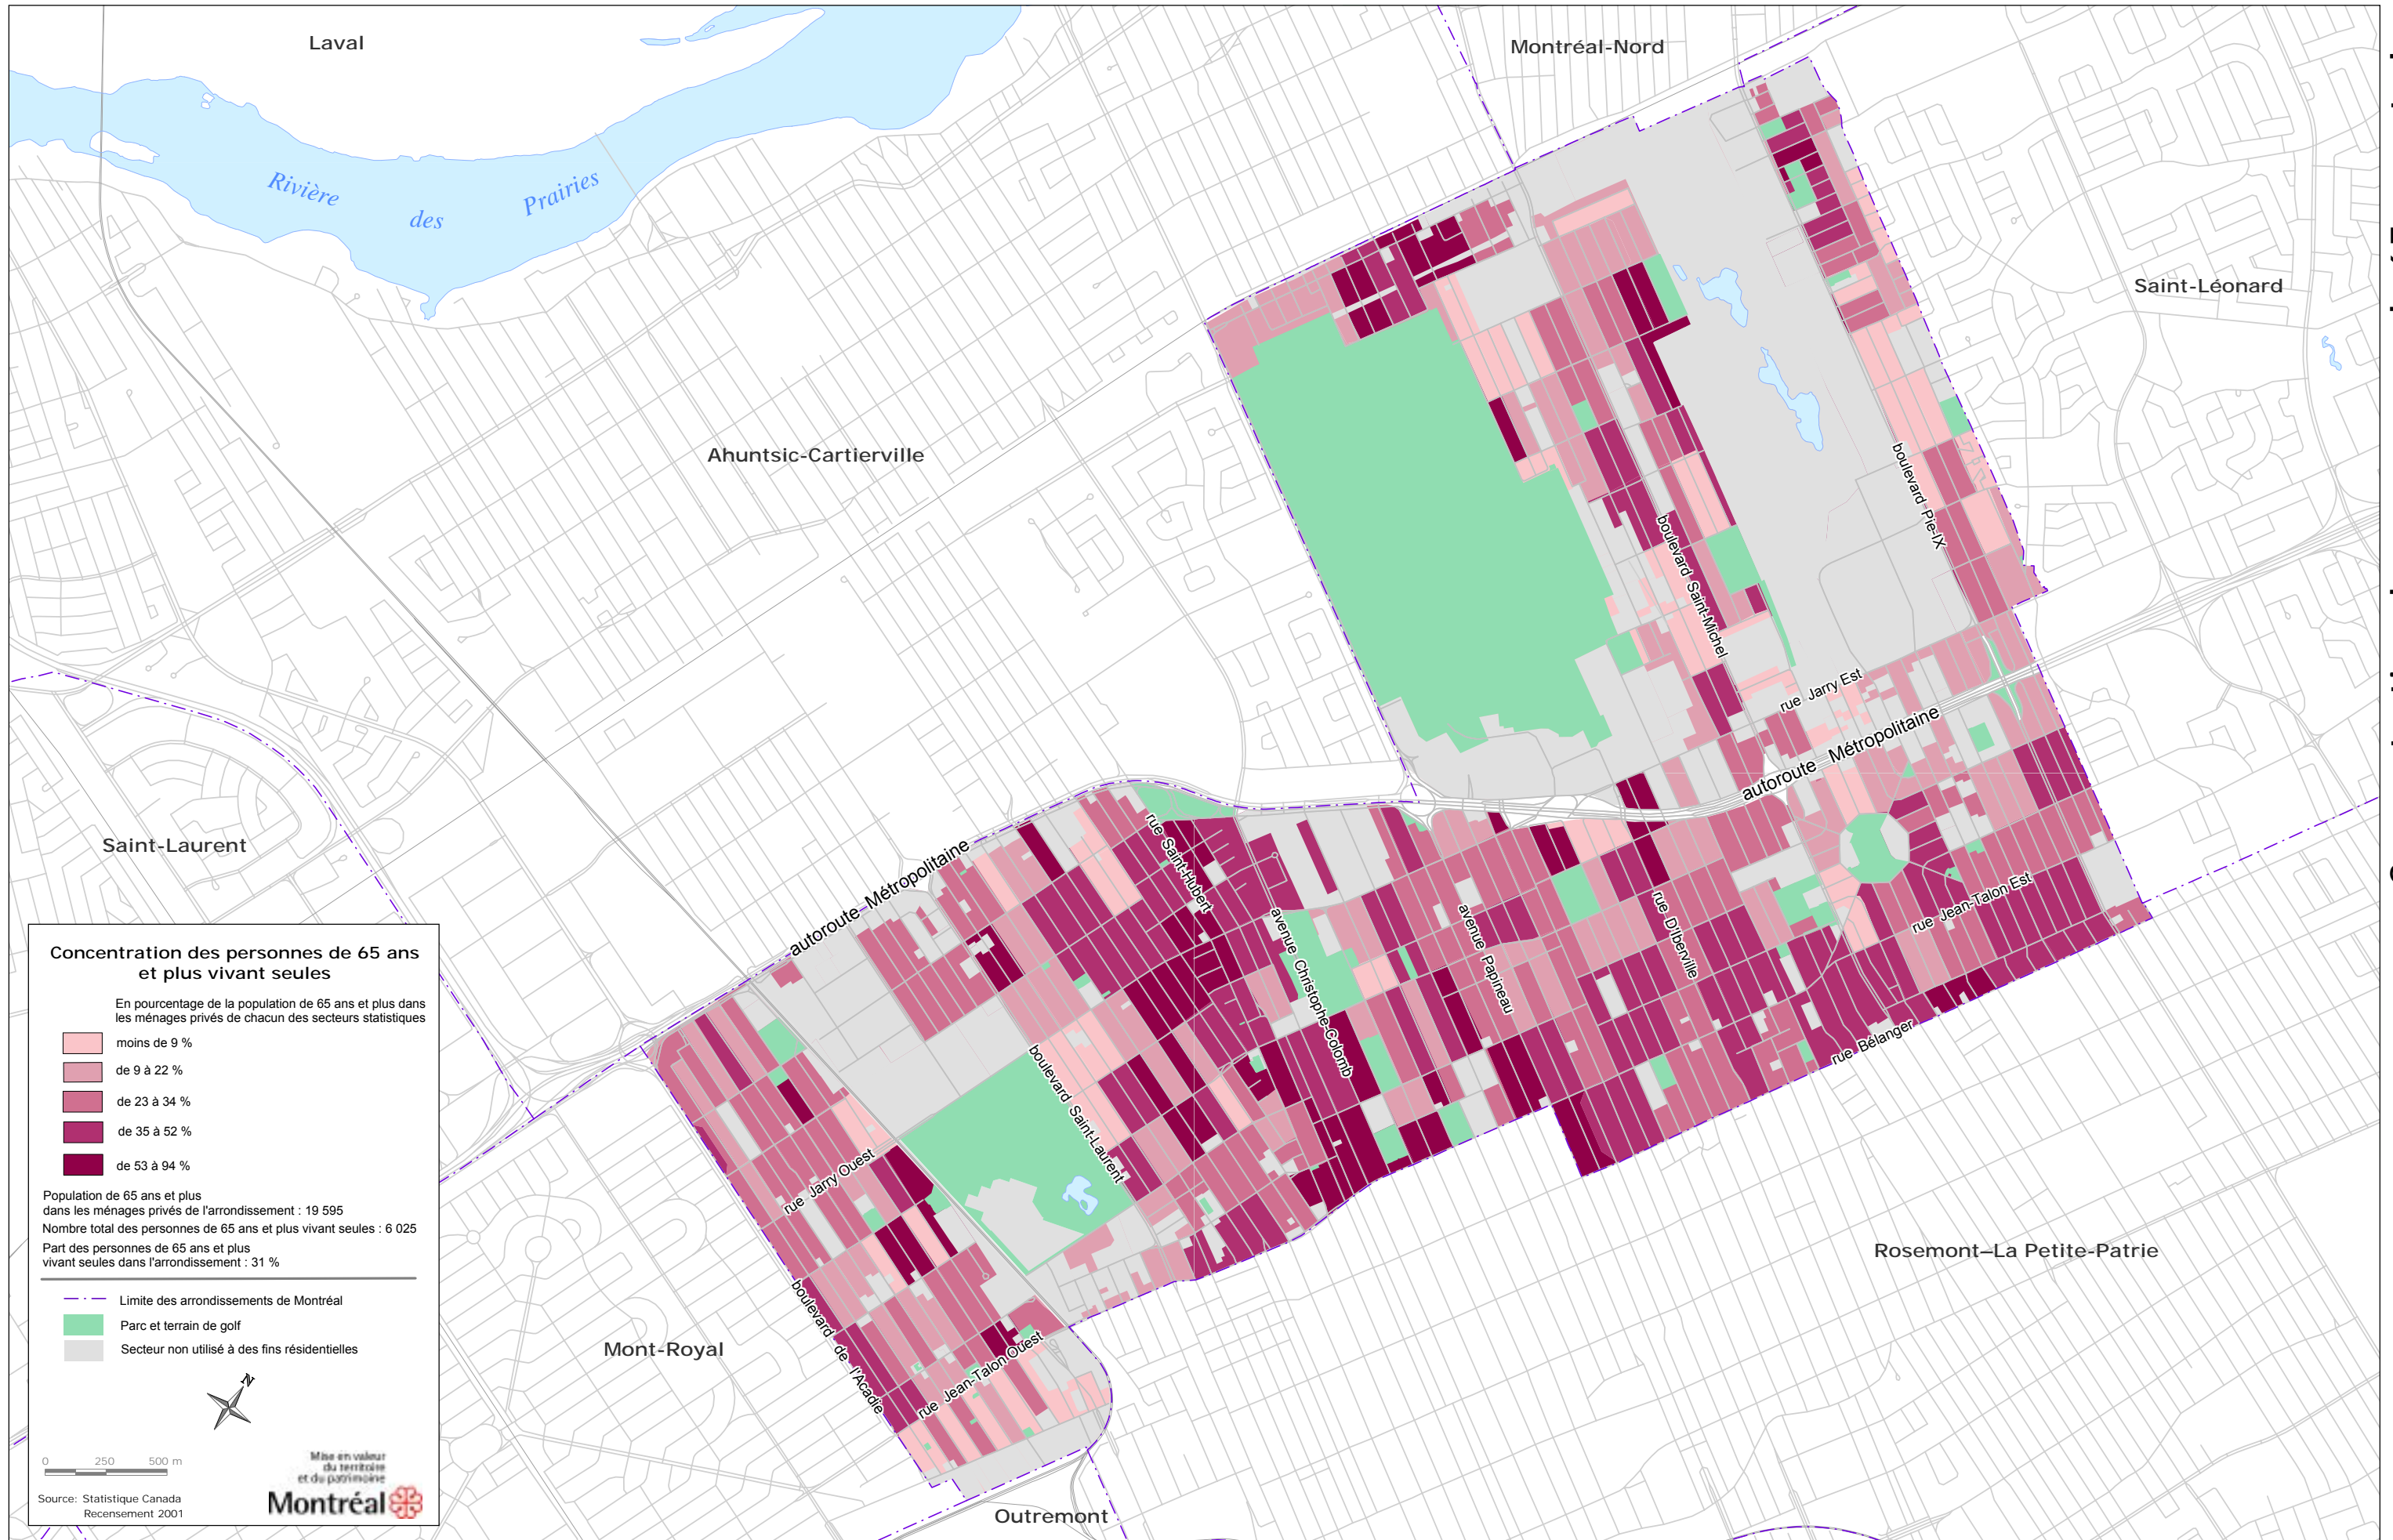 Laval
Montréal-Nord
Rivière
des
Prairies
Saint-Léonard
Ahuntsic-Cartierville
boulevard Pie-IX
boulevard Saint-Michel
rue Jarry Est
autoroute Métropolitaine
Saint-Laurent
rue Saint-Hubert
autoroute Métropolitaine
avenue Christophe-Colomb
avenue Papineau
rue D'Iberville
rue Jean-Talon Est
rue Bélanger
boulevard Saint-Laurent
rue Jarry Ouest
boulevard de l'Acadie
rue Jean-Talon Ouest
Mont-Royal
Rosemont–La Petite-Patrie
Outremont
Concentration des personnes de 65 ans
et plus vivant seules
En pourcentage de la population de 65 ans et plus dans
les ménages privés de chacun des secteurs statistiques
moins de 9 %
de 9 à 22 %
de 23 à 34 %
de 35 à 52 %
de 53 à 94 %
Population de 65 ans et plus
dans les ménages privés de l'arrondissement : 19 595
Nombre total des personnes de 65 ans et plus vivant seules : 6 025
Part des personnes de 65 ans et plus
vivant seules dans l'arrondissement : 31 %
Limite des arrondissements de Montréal
Parc et terrain de golf
Secteur non utilisé à des fins résidentielles
N
0 250 500 m
Mise en valeur
du territoire
et du patrimoine
Montréal
Source: Statistique Canada
Recensement 2001